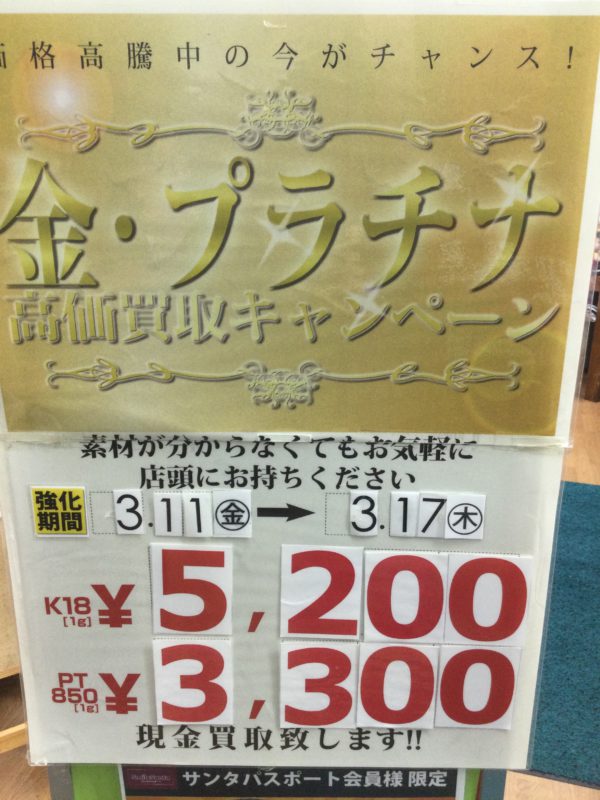 価格高騰中の今がチャンス!
金・プラチナ
高価買取キャンペーン
素材が分からなくてもお気軽に
店頭にお持ちください
強化期間 3.11金 → 3.17木
K18 [1g] ¥5,200
PT850 [1g] ¥3,300
現金買取致します!!
サンタパスポート会員様 限定